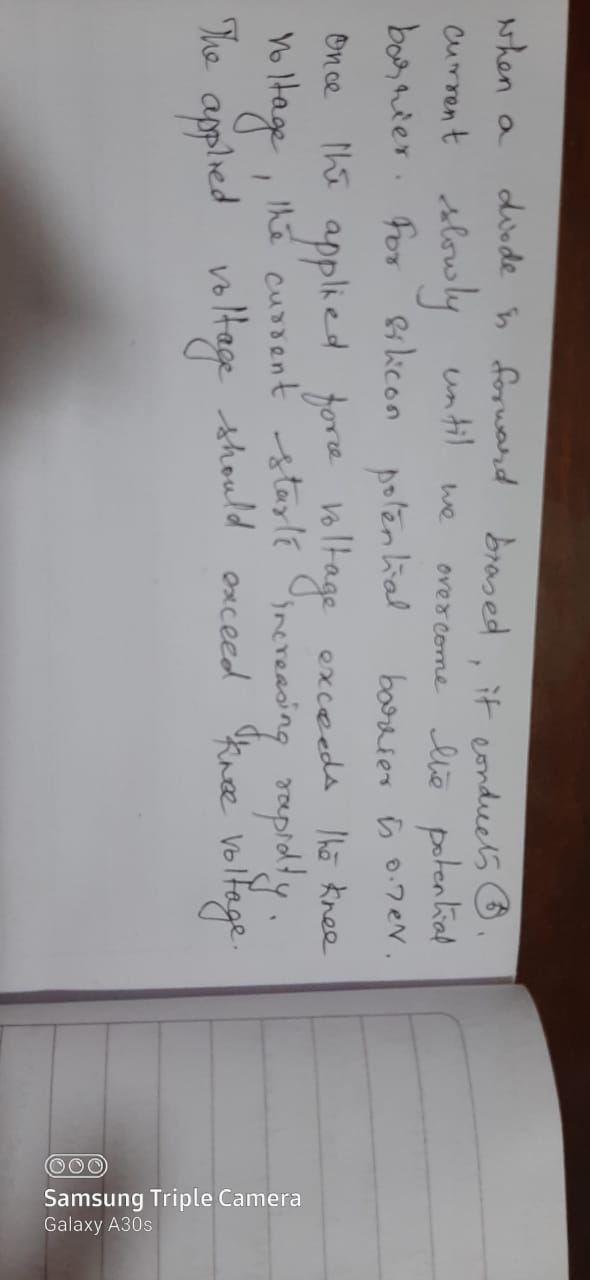 When a diode is forward biased, it conducts
current slowly until we overcome the potential
barrier. For silicon potential barrier is 0.7 eV.
Once the applied force voltage exceeds the knee
voltage, the current starts increasing rapidly.
The applied voltage should exceed knee voltage.
Samsung Triple Camera
Galaxy A30s